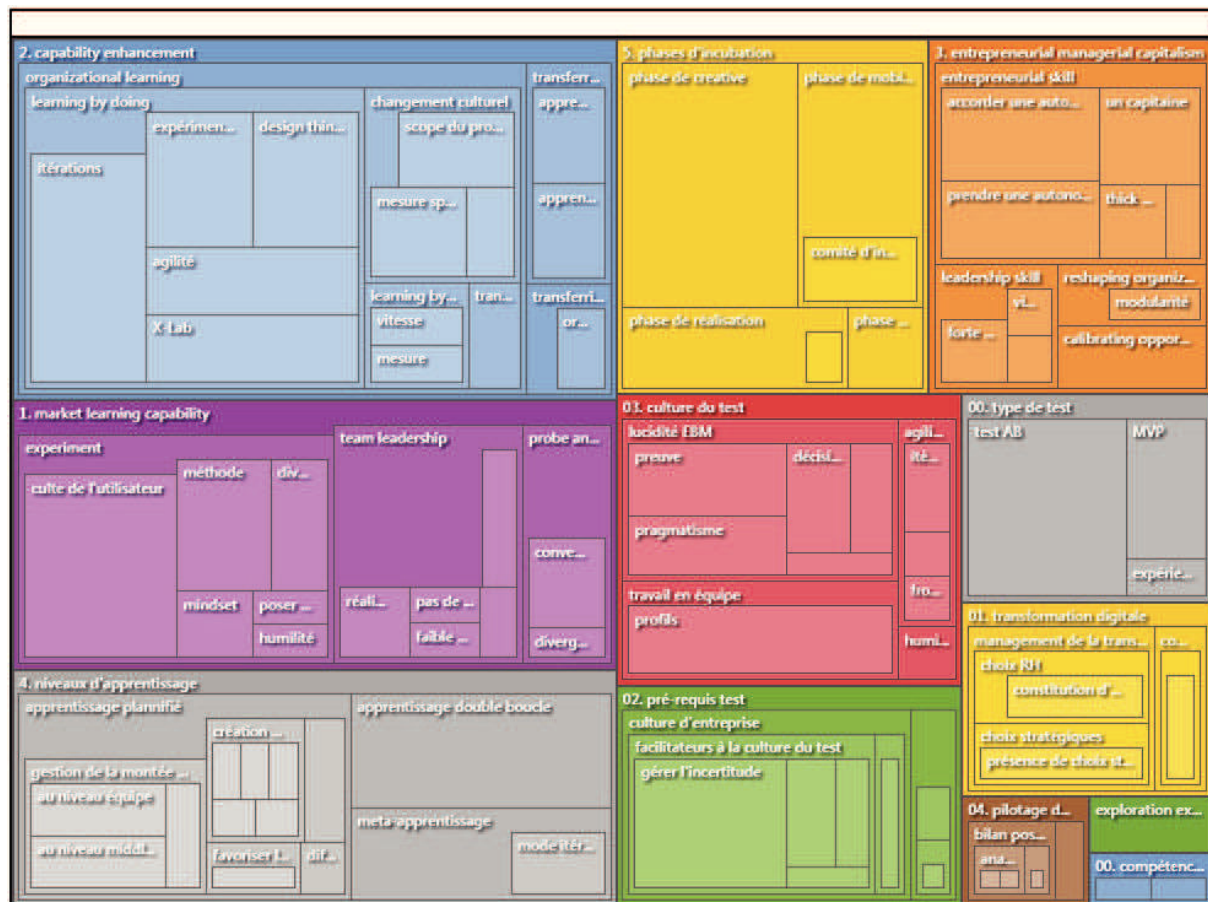 2. capability enhancement
organizational learning
learning by doing
expérimen...
design thin...
itérations
agilité
X-Lab
changement culturel
scope du pro...
mesure sp...
learning by...
vitesse
mesure
tran...
transferr...
appre...
appren...
transferri...
or...
5. phases d'incubation
phase de creative
phase de mobi...
comité d'in...
phase de réalisation
phase ...
3. entrepreneurial managerial capitalism
entrepreneurial skill
accorder une auto...
un capitaine
prendre une autono...
thick ...
leadership skill
vi...
forte ...
reshaping organiz...
modularité
calibrating oppor...
1. market learning capability
experiment
culte de l'utilisateur
méthode
div...
mindset
poser ...
humilité
team leadership
réali...
pas de ...
faible ...
probe an...
conve...
diverg...
03. culture du test
lucidité EBM
preuve
décisi...
pragmatisme
travail en équipe
profils
agili...
ité...
fro...
humi...
00. type de test
test AB
MVP
expérie...
01. transformation digitale
management de la trans...
choix RH
constitution d'...
choix stratégiques
présence de choix st...
co...
4. niveaux d'apprentissage
apprentissage plannifié
création ...
gestion de la montée ...
au niveau équipe
au niveau middl...
favoriser l...
dif...
apprentissage double boucle
meta apprentissage
mode itér...
02. pré-requis test
culture d'entreprise
facilitateurs à la culture du test
gérer l'incertitude
04. pilotage d...
bilan pos...
ana...
exploration ex...
00. compétenc...